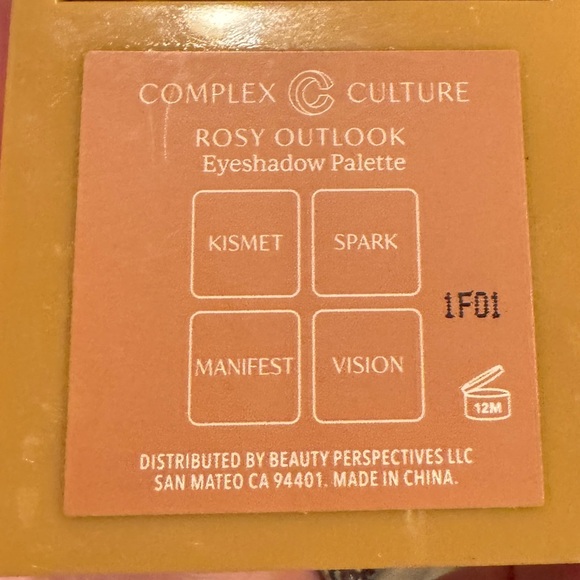 COMPLEX CULTURE
ROSY OUTLOOK
Eyeshadow Palette
KISMET SPARK
1F01
MANIFEST VISION
12M
DISTRIBUTED BY BEAUTY PERSPECTIVES LLC
SAN MATEO CA 94401. MADE IN CHINA.